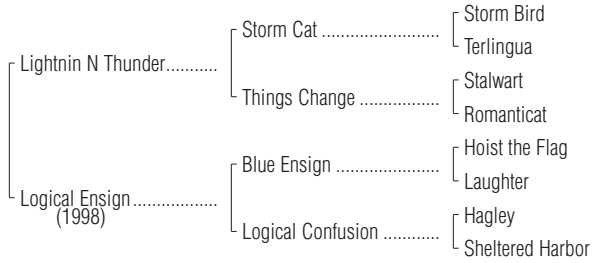 Storm Bird
Storm Cat ........................
Terlingua
Lightnin N Thunder...........
Stalwart
Things Change ................
Romanticat
Hoist the Flag
Blue Ensign .....................
Laughter
Logical Ensign..................
(1998)
Hagley
Logical Confusion ............
Sheltered Harbor